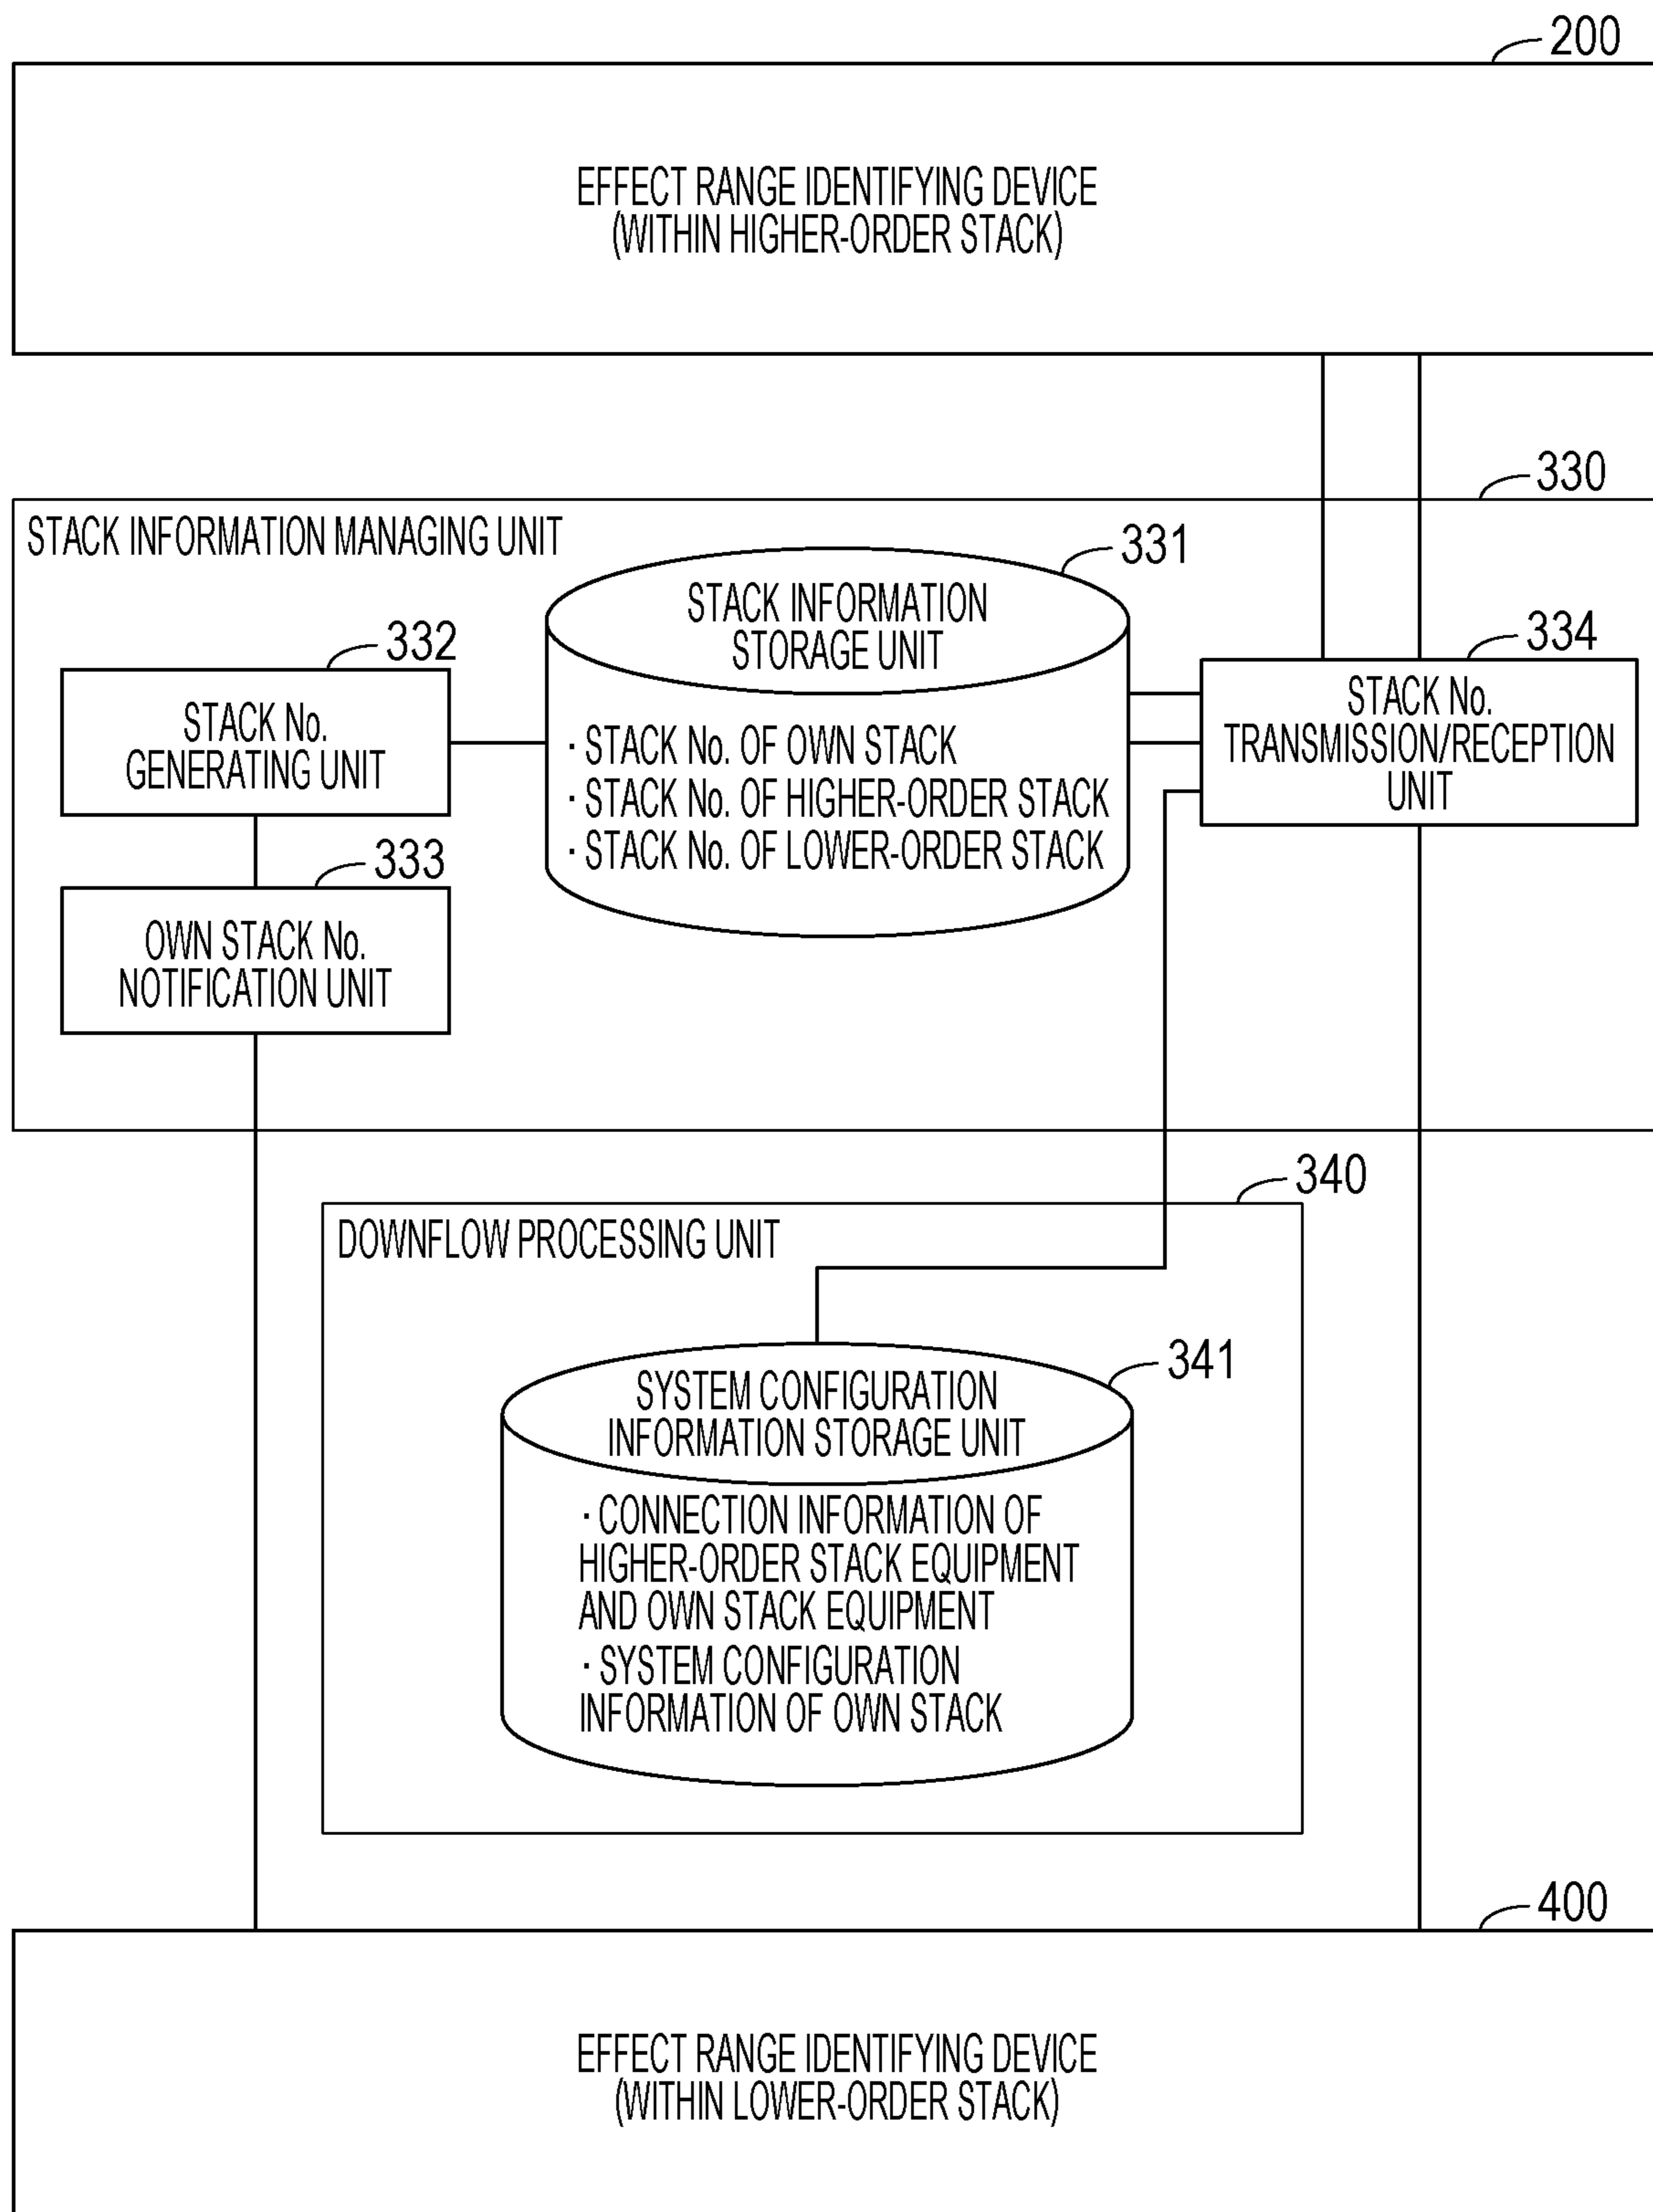 200
EFFECT RANGE IDENTIFYING DEVICE
(WITHIN HIGHER-ORDER STACK)
330
STACK INFORMATION MANAGING UNIT
331
STACK INFORMATION
STORAGE UNIT
· STACK No. OF OWN STACK
· STACK No. OF HIGHER-ORDER STACK
· STACK No. OF LOWER-ORDER STACK
332
STACK No.
GENERATING UNIT
333
OWN STACK No.
NOTIFICATION UNIT
334
STACK No.
TRANSMISSION/RECEPTION
UNIT
340
DOWNFLOW PROCESSING UNIT
341
SYSTEM CONFIGURATION
INFORMATION STORAGE UNIT
· CONNECTION INFORMATION OF
HIGHER-ORDER STACK EQUIPMENT
AND OWN STACK EQUIPMENT
· SYSTEM CONFIGURATION
INFORMATION OF OWN STACK
400
EFFECT RANGE IDENTIFYING DEVICE
(WITHIN LOWER-ORDER STACK)